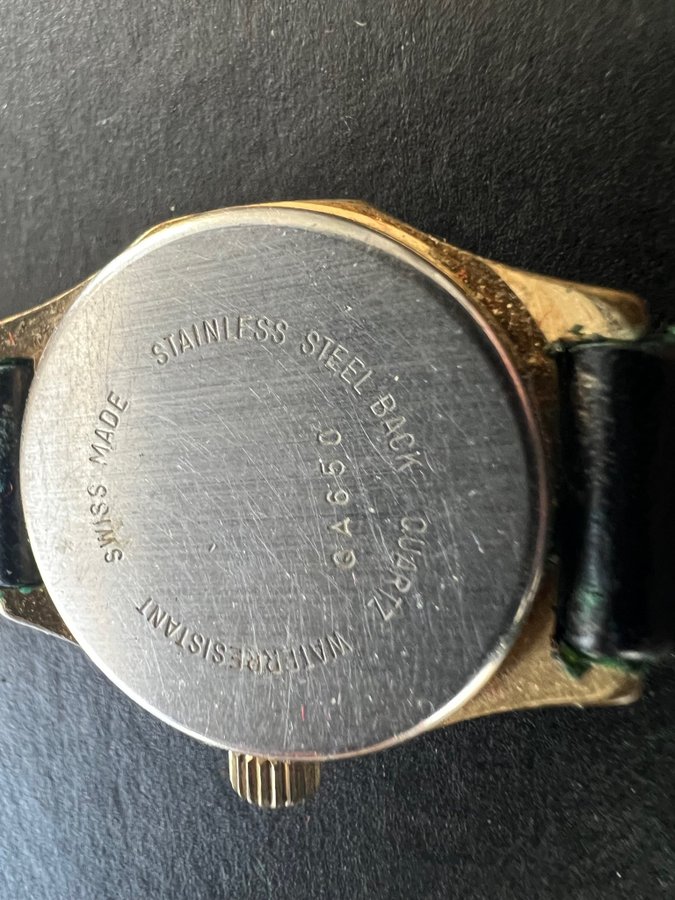 STAINLESS STEEL BACK QUARTZ
WATERRESISTANT
SWISS MADE
GA650